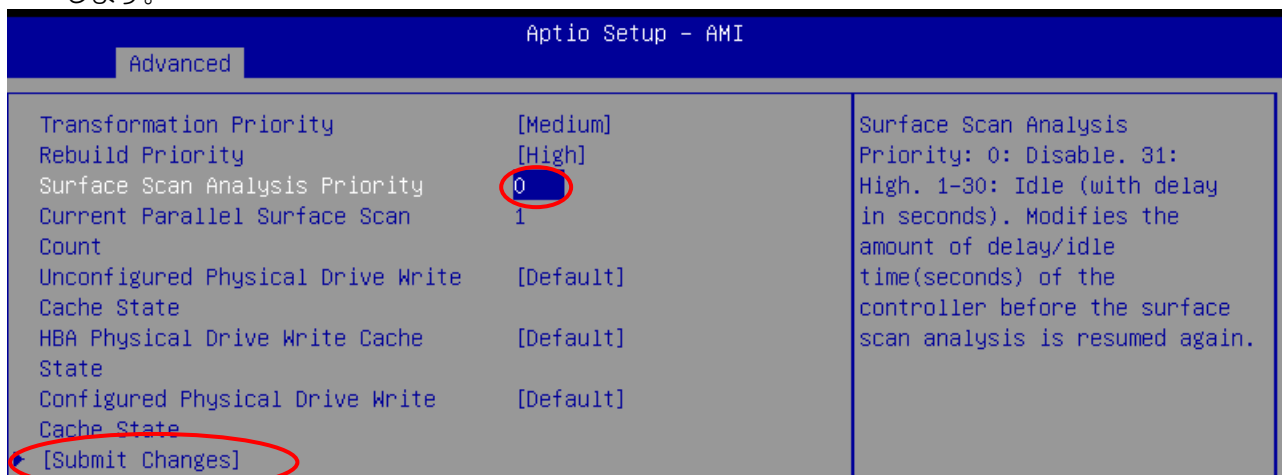 します。
Aptio Setup – AMI
Advanced
Transformation Priority [Medium]
Rebuild Priority [High]
Surface Scan Analysis Priority 0
Current Parallel Surface Scan 1
Count
Unconfigured Physical Drive Write [Default]
Cache State
HBA Physical Drive Write Cache [Default]
State
Configured Physical Drive Write [Default]
Cache State
[Submit Changes]
Surface Scan Analysis
Priority: 0: Disable. 31:
High. 1-30: Idle (with delay
in seconds). Modifies the
amount of delay/idle
time(seconds) of the
controller before the surface
scan analysis is resumed again.